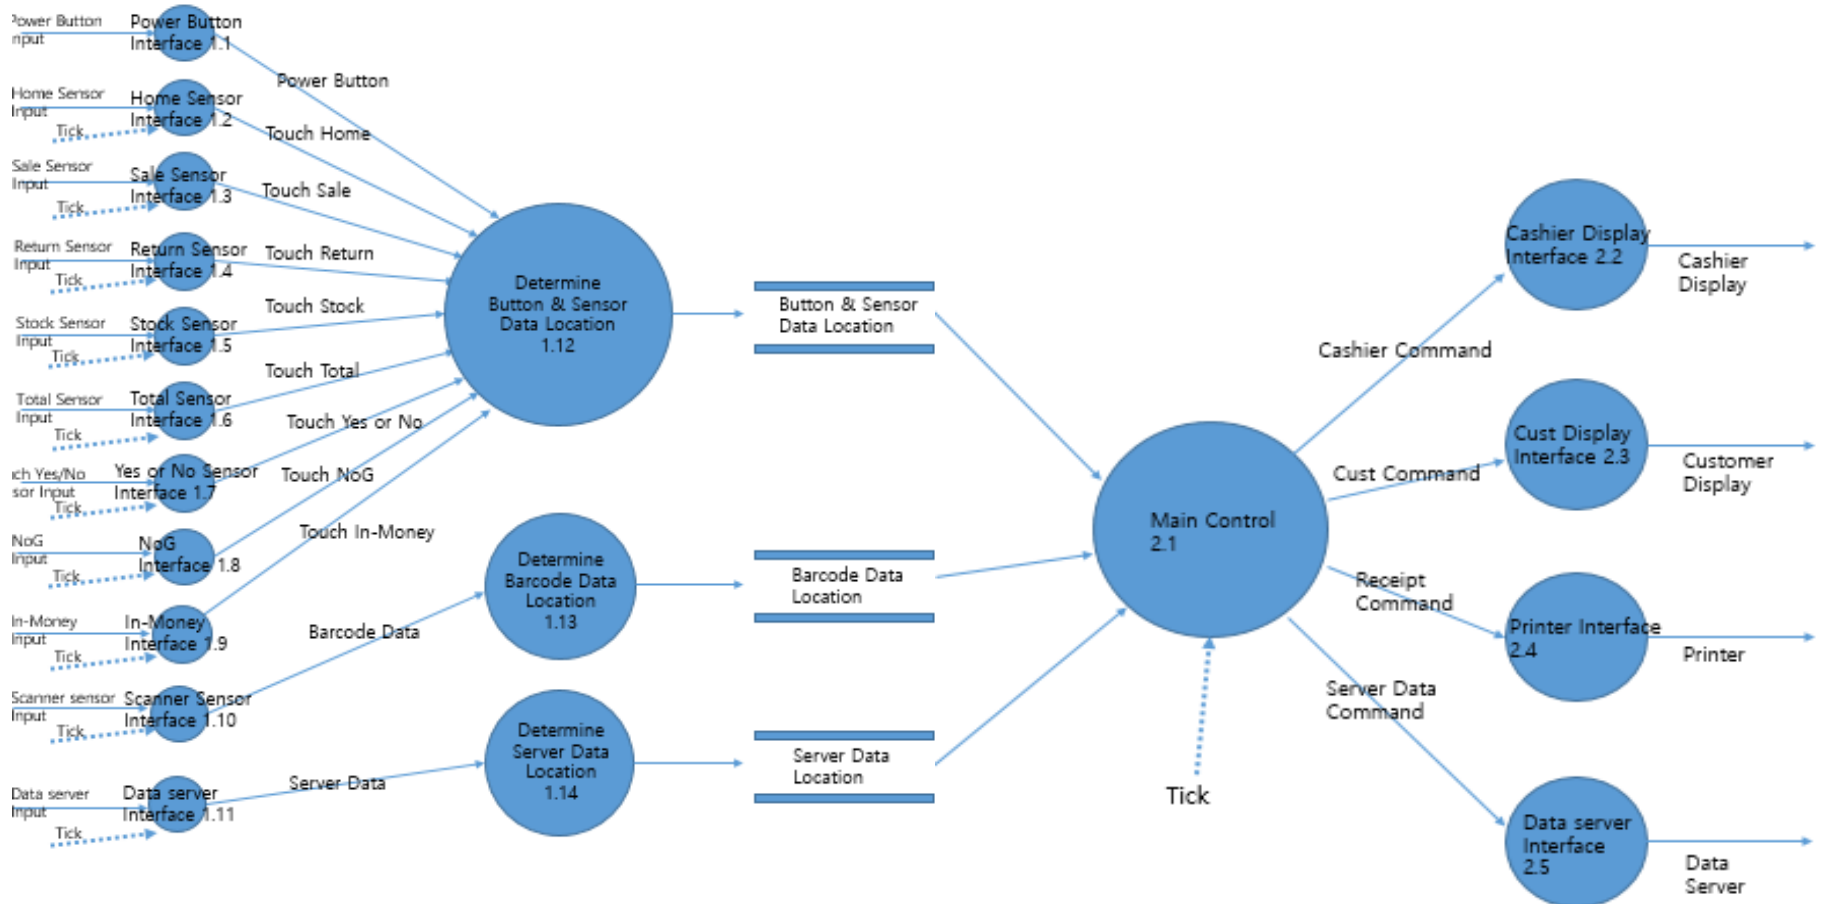 Power Button
Input
Power Button
Interface 1.1
Power Button
Home Sensor
Input
Tick
Home Sensor
Interface 1.2
Touch Home
Sale Sensor
Input
Tick
Sale Sensor
Interface 1.3
Touch Sale
Return Sensor
Input
Tick
Return Sensor
Interface 1.4
Touch Return
Stock Sensor
Input
Tick
Stock Sensor
Interface 1.5
Touch Stock
Total Sensor
Input
Tick
Total Sensor
Interface 1.6
Touch Total
ch Yes/No
sor Input
Tick
Yes or No Sensor
Interface 1.7
Touch Yes or No
NoG
Input
Tick
NoG
Interface 1.8
Touch NoG
In-Money
Input
Tick
In-Money
Interface 1.9
Touch In-Money
Scanner sensor
Input
Tick
Scanner Sensor
Interface 1.10
Barcode Data
Data server
Input
Tick
Data server
Interface 1.11
Server Data
Determine
Button & Sensor
Data Location
1.12
Determine
Barcode Data
Location
1.13
Determine
Server Data
Location
1.14
Button & Sensor
Data Location
Barcode Data
Location
Server Data
Location
Main Control
2.1
Tick
Cashier Command
Cust Command
Receipt
Command
Server Data
Command
Cashier Display
Interface 2.2
Cashier
Display
Cust Display
Interface 2.3
Customer
Display
Printer Interface
2.4
Printer
Data server
Interface
2.5
Data
Server